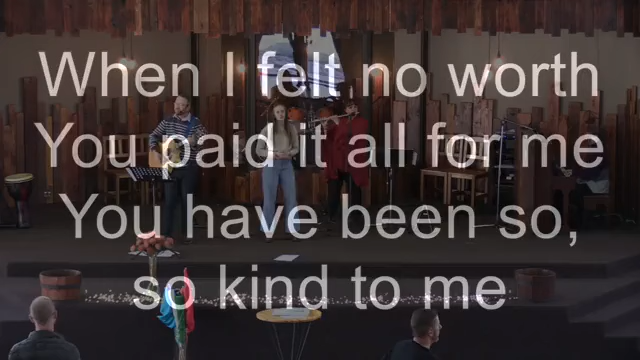 When I felt no worth
You paid it all for me
You have been so,
so kind to me